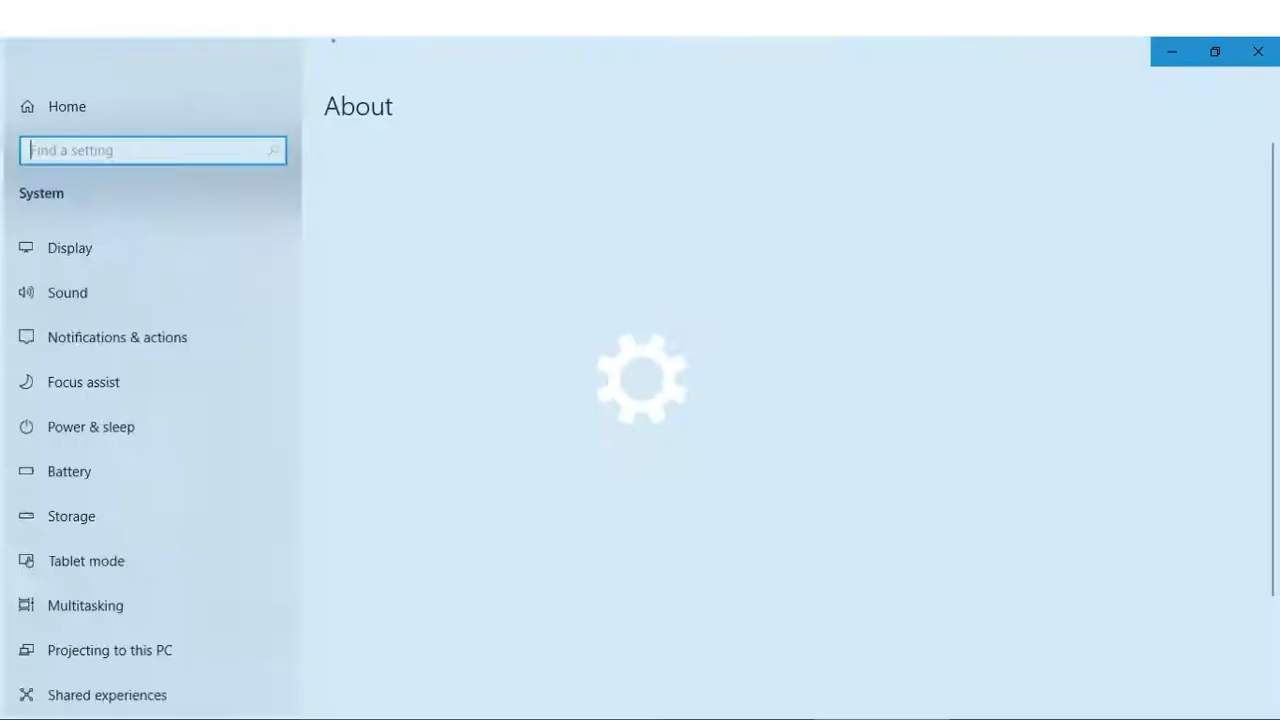 Home
About
Find a setting
System
Display
Sound
Notifications & actions
Focus assist
Power & sleep
Battery
Storage
Tablet mode
Multitasking
Projecting to this PC
Shared experiences